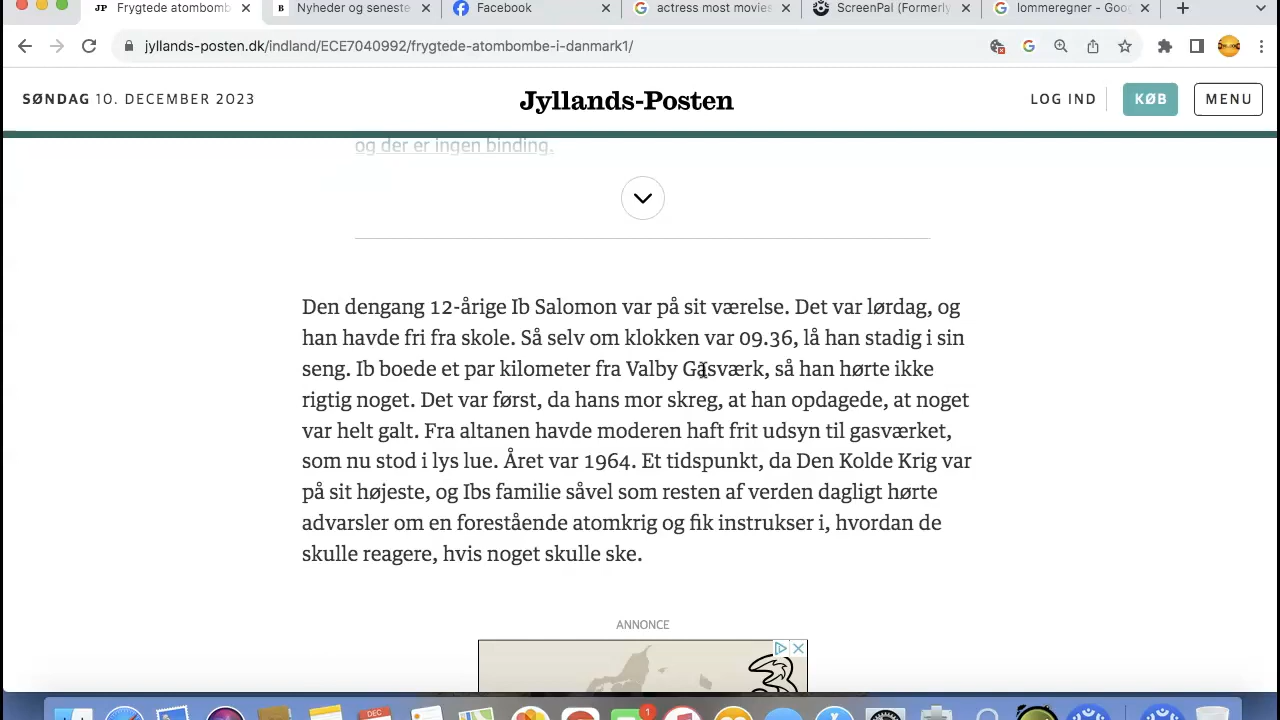 Frygtede atombomb
Nyheder og seneste
Facebook
actress most movies
ScreenPal (Formerly
lommeregner - Goo
jyllands-posten.dk/indland/ECE7040992/frygtede-atombombe-i-danmark1/
SØNDAG 10. DECEMBER 2023
Jyllands-Posten
LOG IND
KØB
MENU
og der er ingen binding.
Den dengang 12-årige Ib Salomon var på sit værelse. Det var lørdag, og
han havde fri fra skole. Så selv om klokken var 09.36, lå han stadig i sin
seng. Ib boede et par kilometer fra Valby Gasværk, så han hørte ikke
rigtig noget. Det var først, da hans mor skreg, at han opdagede, at noget
var helt galt. Fra altanen havde moderen haft frit udsyn til gasværket,
som nu stod i lys lue. Året var 1964. Et tidspunkt, da Den Kolde Krig var
på sit højeste, og Ibs familie såvel som resten af verden dagligt hørte
advarsler om en forestående atomkrig og fik instrukser i, hvordan de
skulle reagere, hvis noget skulle ske.
ANNONCE
DEC
1